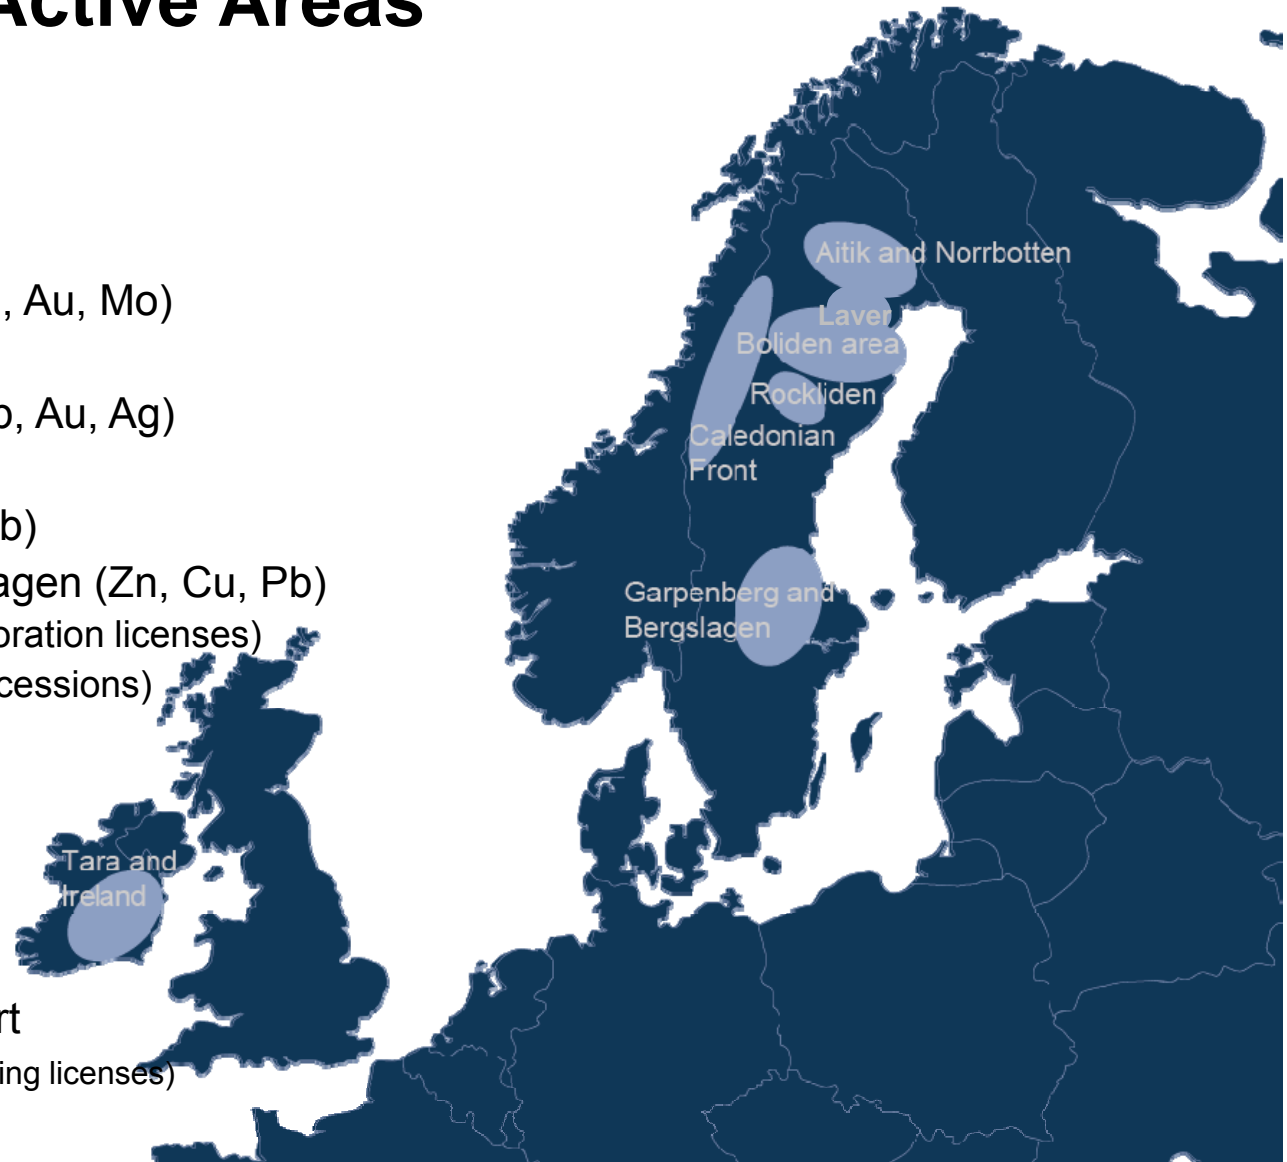 Active Areas
, Au, Mo)
, Au, Ag)
b)
agen (Zn, Cu, Pb)
oration licenses)
cessions)
rt
ing licenses)
Aitik and Norrbotten
Laver
Boliden area
Rockliden
Caledonian
Front
Garpenberg and
Bergslagen
Tara and
Ireland